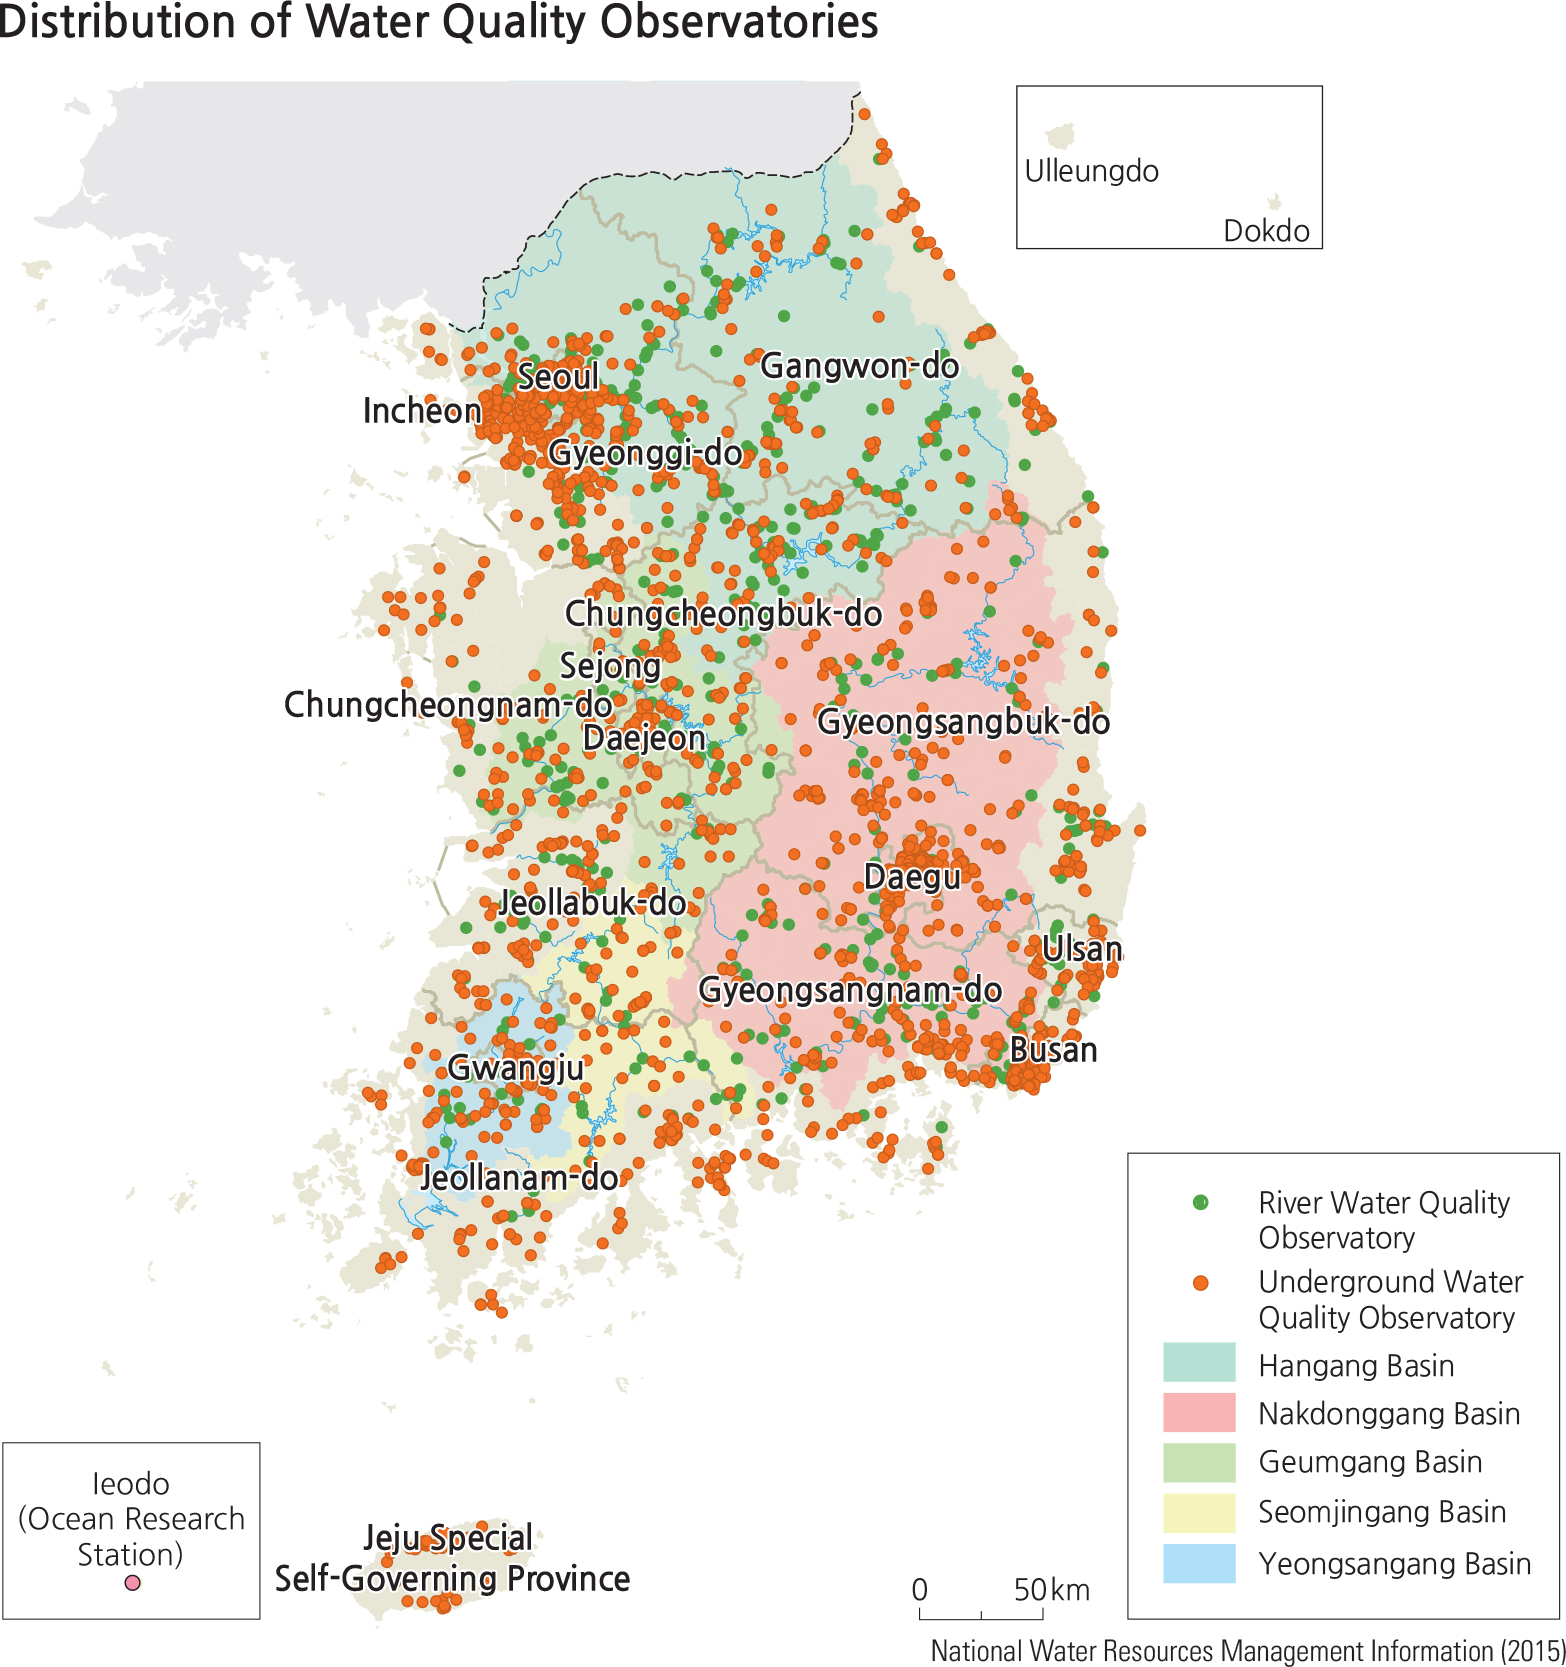 Distribution of Water Quality Observatories
Ulleungdo
Dokdo
Gangwon-do
Seoul
Incheon
Gyeonggi-do
Chungcheongbuk-do
Sejong
Chungcheongnam-do
Daejeon
Gyeongsangbuk-do
Daegu
Jeollabuk-do
Ulsan
Gyeongsangnam-do
Busan
Gwangju
Jeollanam-do
River Water Quality
Observatory
Underground Water
Quality Observatory
Hangang Basin
Nakdonggang Basin
Geumgang Basin
Seomjingang Basin
Yeongsangang Basin
Ieodo
(Ocean Research
Station)
Jeju Special
Self-Governing Province
0 50km
National Water Resources Management Information (2015)